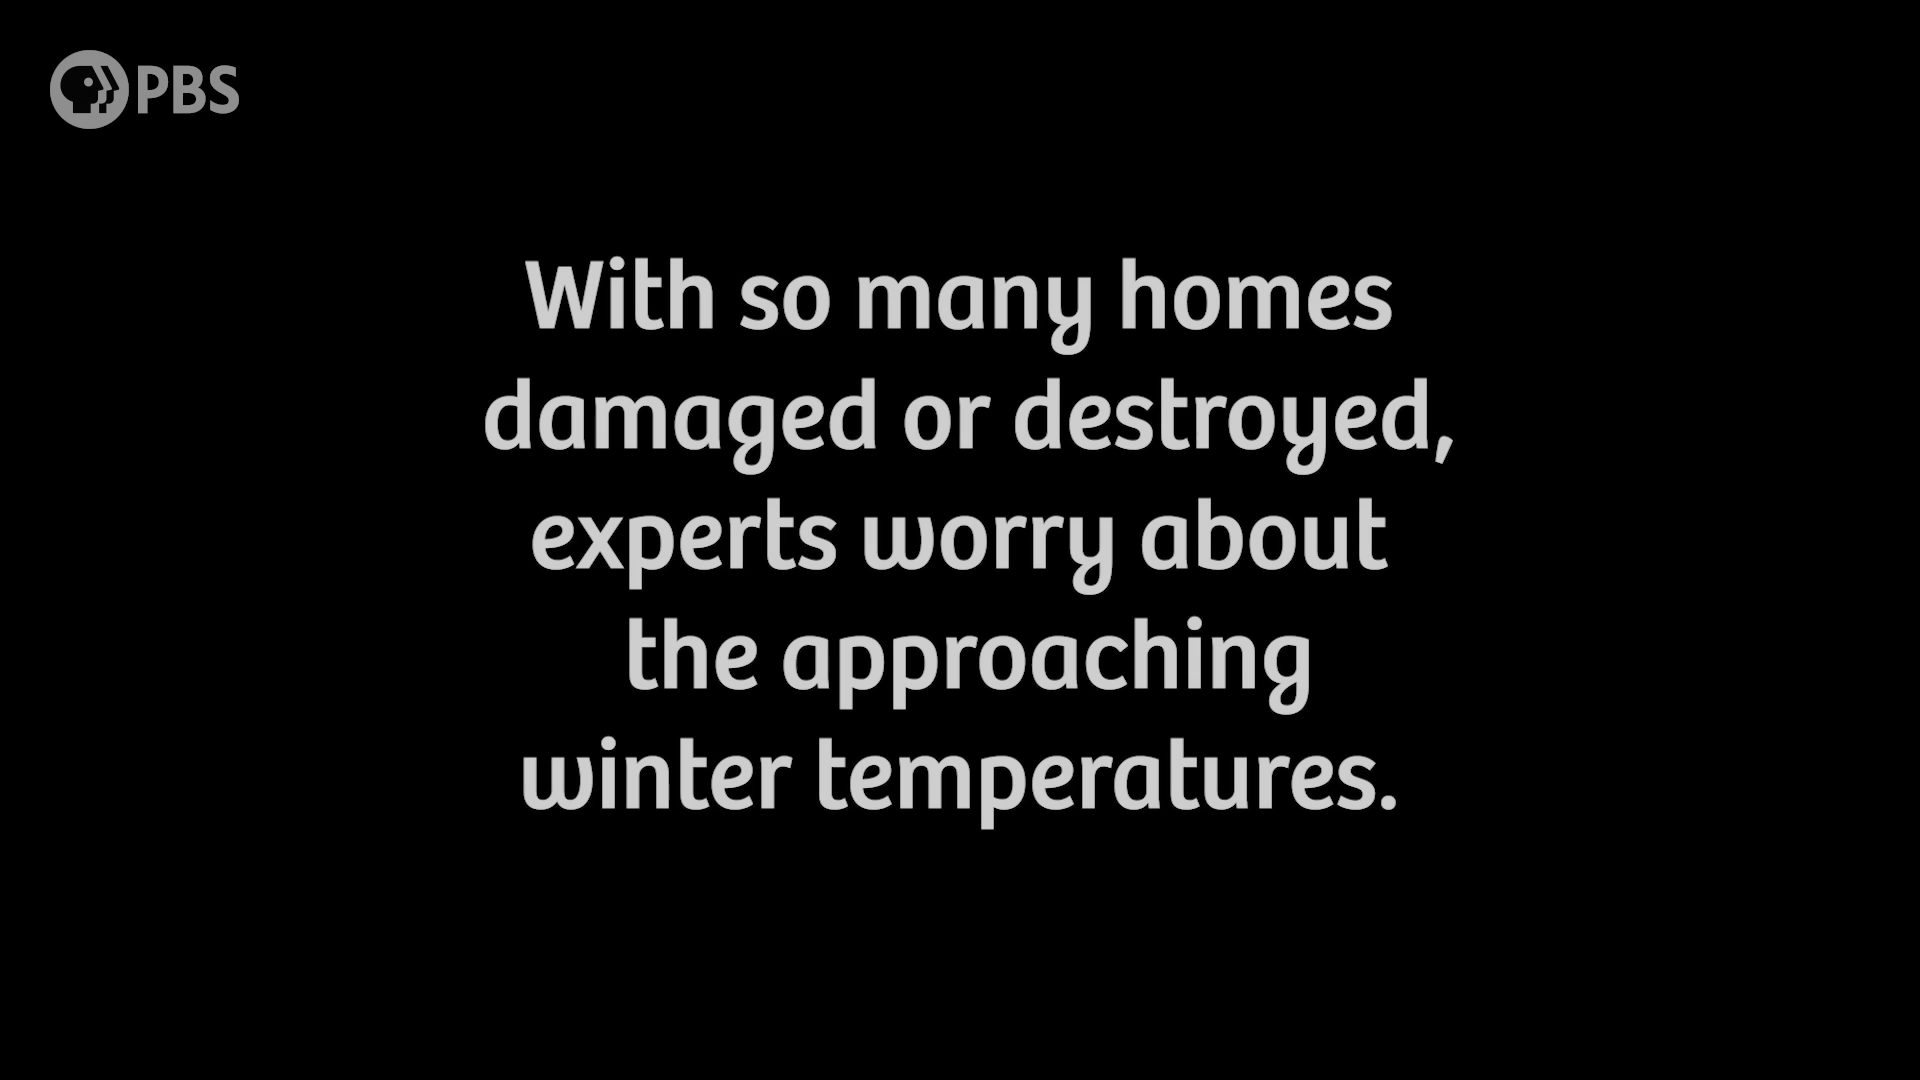 PBS
With so many homes
damaged or destroyed,
experts worry about
the approaching
winter temperatures.